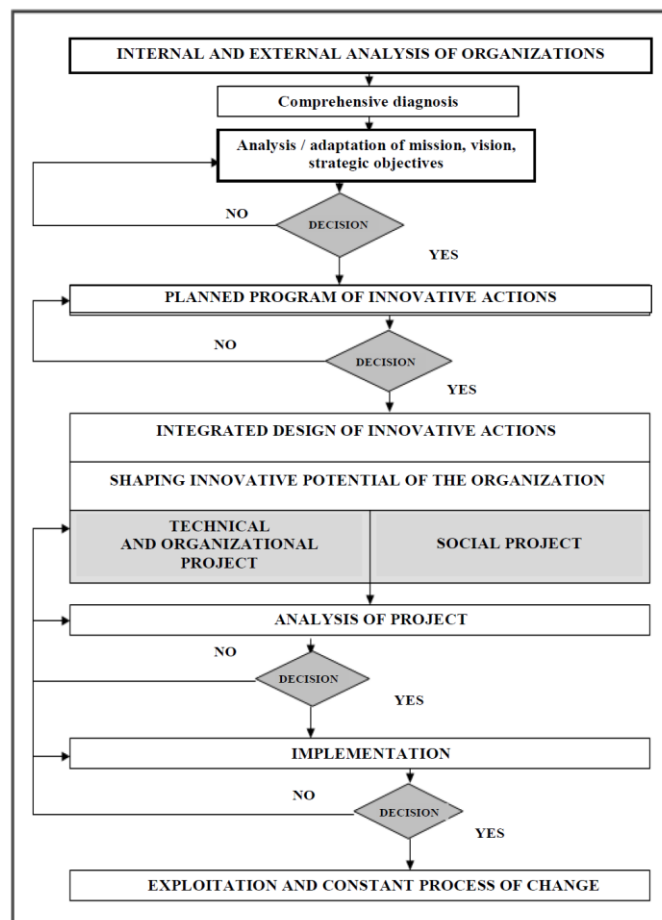 INTERNAL AND EXTERNAL ANALYSIS OF ORGANIZATIONS
Comprehensive diagnosis
Analysis / adaptation of mission, vision,
strategic objectives
NO
DECISION
YES
PLANNED PROGRAM OF INNOVATIVE ACTIONS
NO
DECISION
YES
INTEGRATED DESIGN OF INNOVATIVE ACTIONS
SHAPING INNOVATIVE POTENTIAL OF THE ORGANIZATION
TECHNICAL
AND ORGANIZATIONAL
PROJECT
SOCIAL PROJECT
ANALYSIS OF PROJECT
NO
DECISION
YES
IMPLEMENTATION
NO
DECISION
YES
EXPLOITATION AND CONSTANT PROCESS OF CHANGE